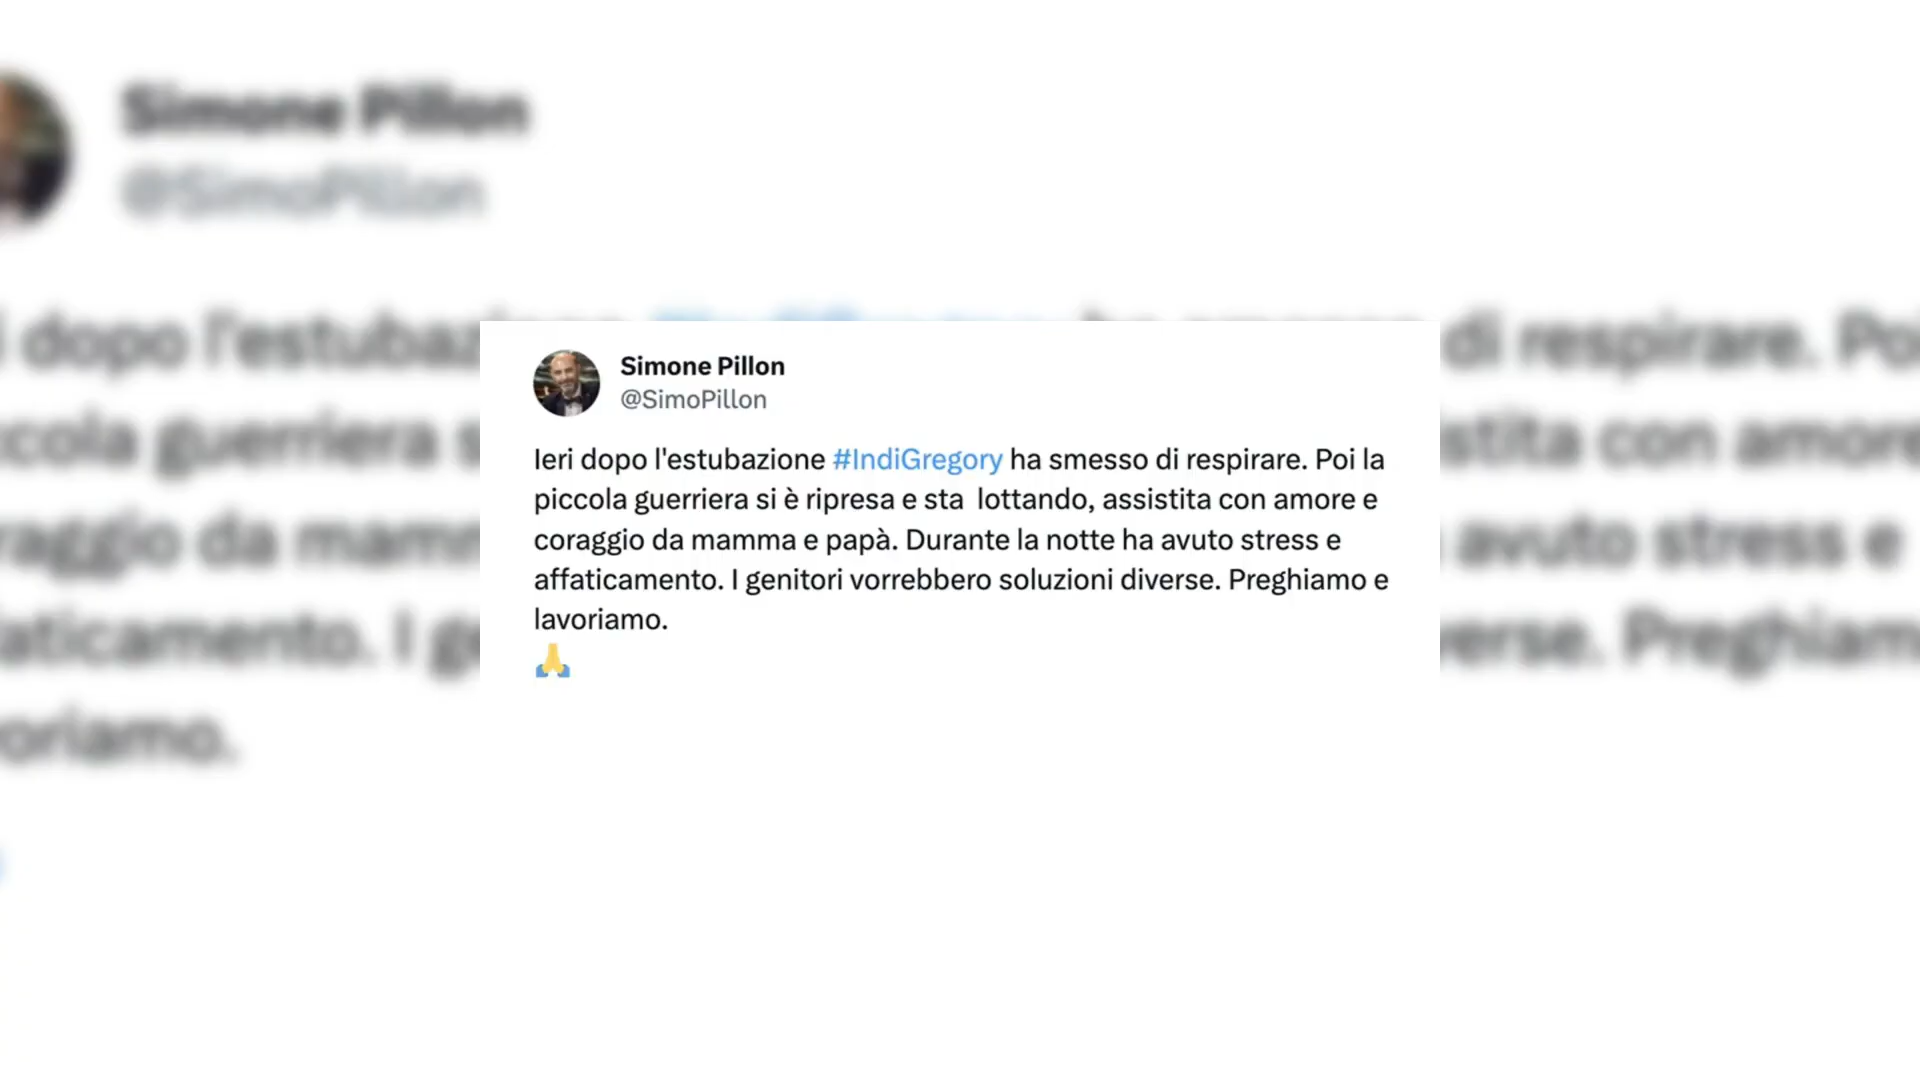 Simone Pillon
@SimoPillon
Ieri dopo l'estubazione #IndiGregory ha smesso di respirare. Poi la
piccola guerriera si è ripresa e sta  lottando, assistita con amore e
coraggio da mamma e papà. Durante la notte ha avuto stress e
affaticamento. I genitori vorrebbero soluzioni diverse. Preghiamo e
lavoriamo.
🙏